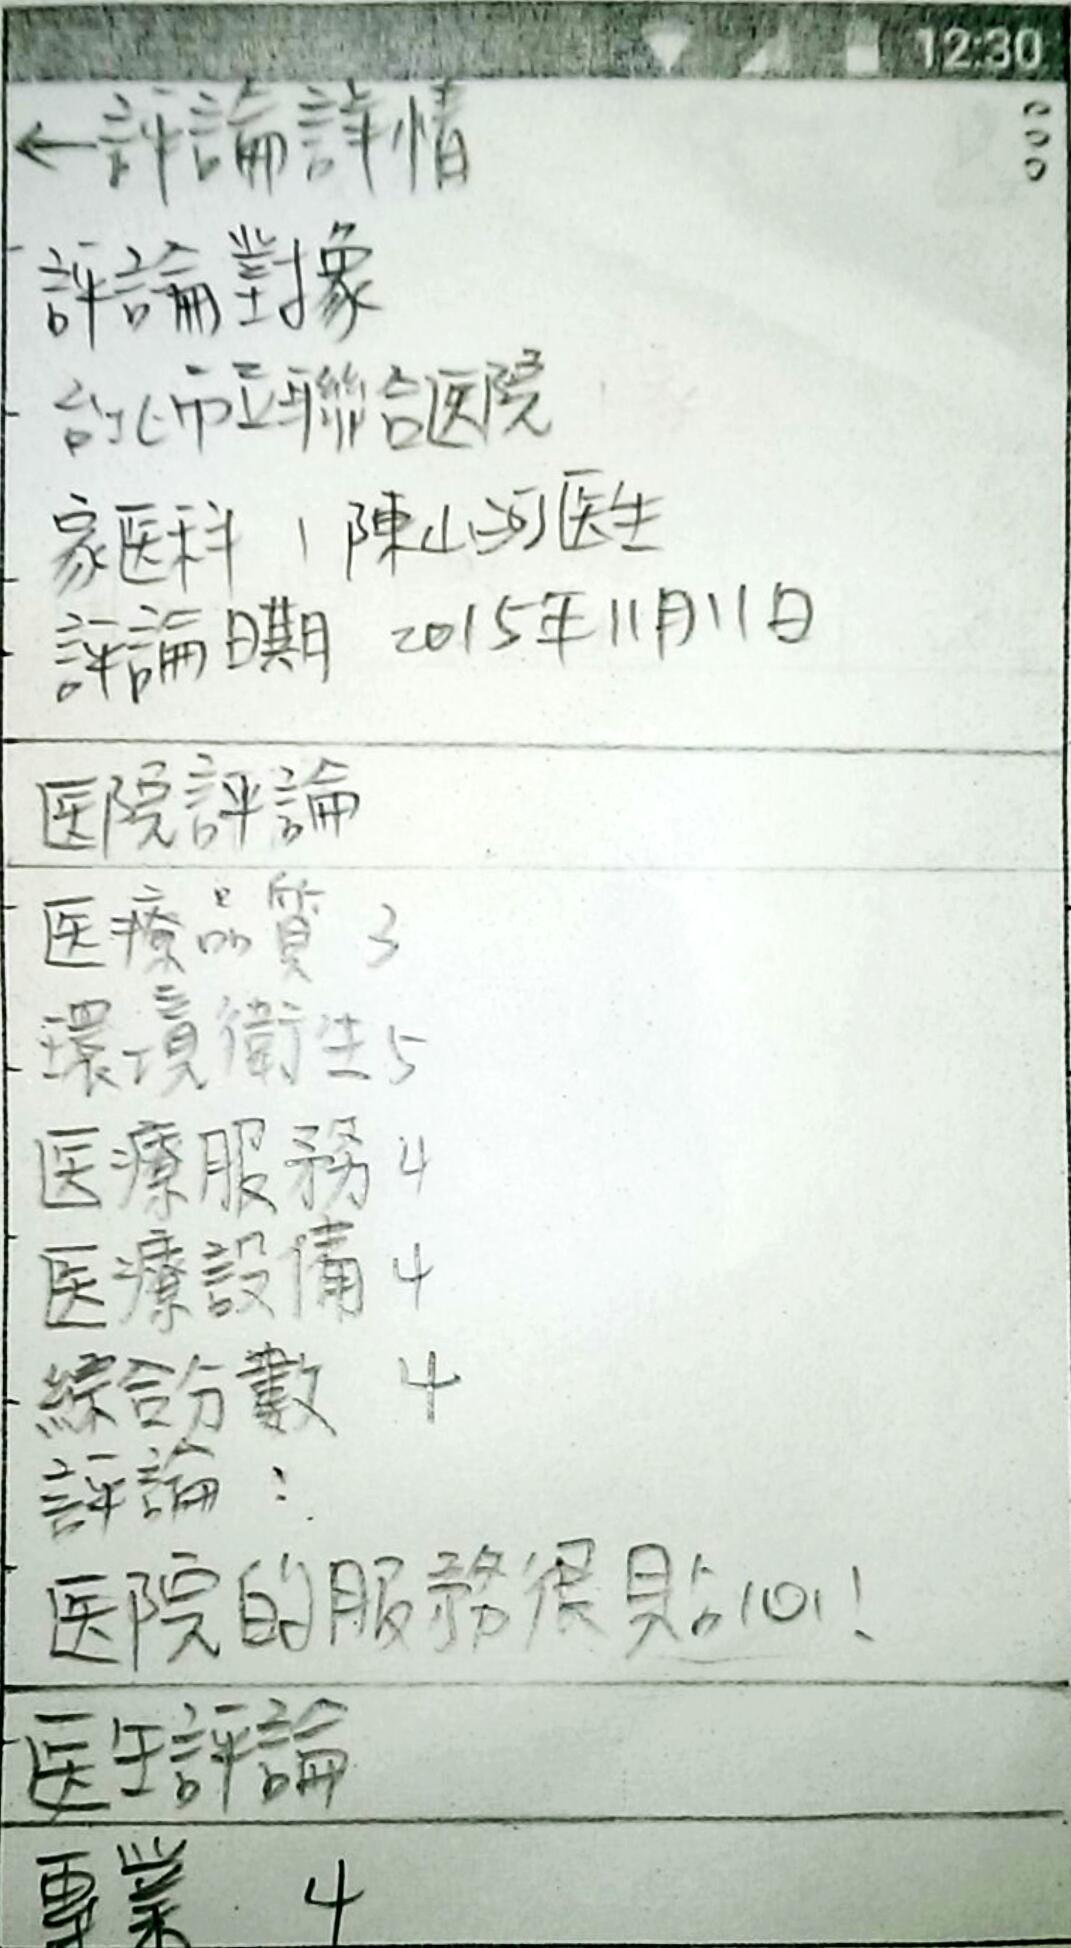 12:30
←評論詳情
評論對象
台北市立聯合医院
家医科 | 陳山河医生
評論日期 2015年11月11日
医院評論
医療品質 3
環境衛生 5
医療服務 4
医療設備 4
綜合分數 4
評論:
医院的服務很貼心!
医生評論
專業 4